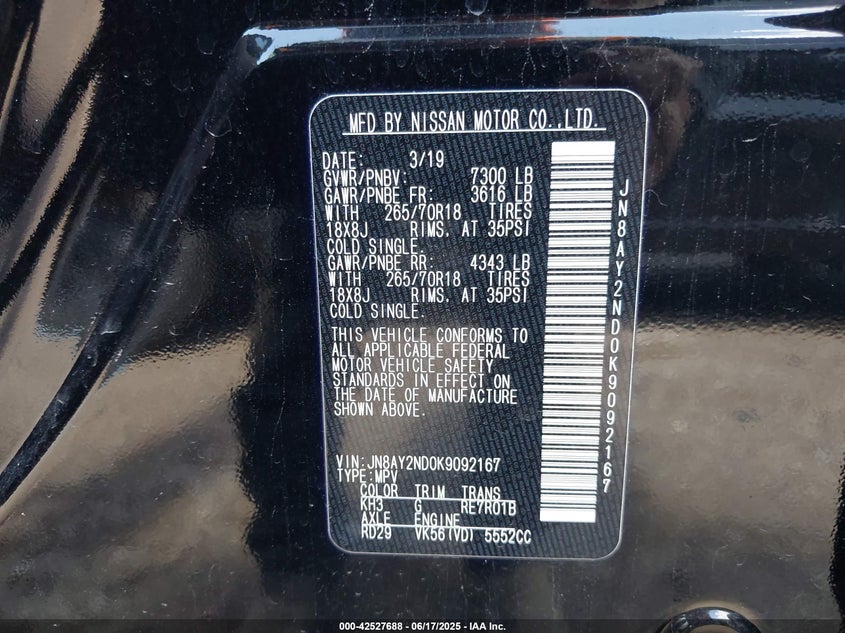 MFD BY NISSAN MOTOR CO.,LTD.
DATE: 3/19
GVWR/PNBV: 7300 LB
GAWR/PNBE FR: 3616 LB
WITH 265/70R18 TIRES
18X8J RIMS. AT 35PSI
COLD SINGLE.
GAWR/PNBE RR: 4343 LB
WITH 265/70R18 TIRES
18X8J RIMS. AT 35PSI
COLD SINGLE.
THIS VEHICLE CONFORMS TO
ALL APPLICABLE FEDERAL
MOTOR VEHICLE SAFETY
STANDARDS IN EFFECT ON
THE DATE OF MANUFACTURE
SHOWN ABOVE.
VIN:JN8AY2ND0K9092167
TYPE:MPV
COLOR TRIM TRANS
KH3 G RE7R01B
AXLE ENGINE
RD29 VK56(VD) 5552CC
JN8AY2ND0K9092167
000-42527688 - 06/17/2025 - IAA Inc.